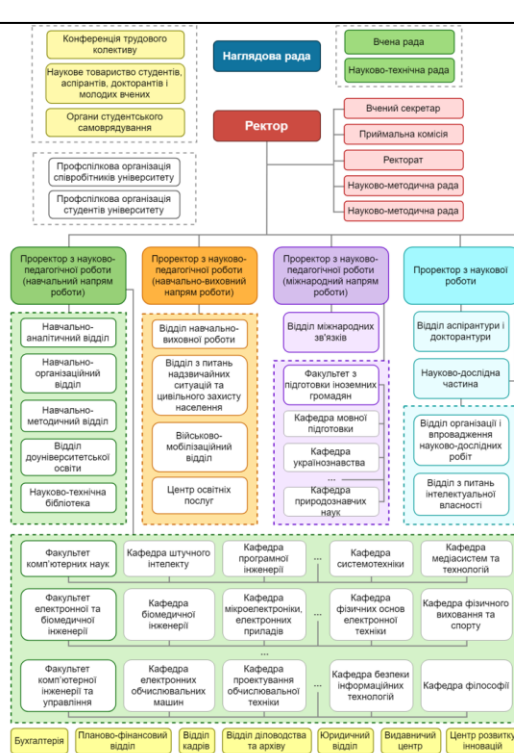 Конференція трудового
колективу
Наукове товариство студентів,
аспірантів, докторантів і
молодих вчених
Органи студентського
самоврядування
Наглядова рада
Вчена рада
Науково-технічна рада
Ректор
Вчений секретар
Приймальна комісія
Ректорат
Науково-методична рада
Науково-методична рада
Профспілкова організація
співробітників університету
Профспілкова організація
студентів університету
Проректор з науково-
педагогічної роботи
(навчальний напрям
роботи)
Проректор з науково-
педагогічної роботи
(навчально-виховний
напрям роботи)
Проректор з науково-
педагогічної роботи
(міжнародний напрям
роботи)
Проректор з наукової
роботи
Навчально-
аналітичний відділ
Навчально-
організаційний
відділ
Навчально-
методичний відділ
Відділ
доуніверситетської
освіти
Науково-технічна
бібліотека
Відділ навчально-
виховної роботи
Відділ з питань
надзвичайних
ситуацій та
цивільного захисту
населення
Військово-
мобілізаційний
відділ
Центр освітніх
послуг
Відділ міжнародних
зв'язків
Факультет з
підготовки іноземних
громадян
Кафедра мовної
підготовки
Кафедра
українознавства
...
Кафедра
природознавчих
наук
Відділ аспірантури і
докторантури
Науково-дослідна
частина
Відділ організації і
впровадження
науково-дослідних
робіт
Відділ з питань
інтелектуальної
власності
Факультет
комп'ютерних наук
Кафедра штучного
інтелекту
Кафедра
програмної
інженерії
...
Кафедра
системотехніки
Кафедра
медіасистем та
технологій
Факультет
електронної та
біомедичної
інженерії
Кафедра
біомедичної
інженерії
Кафедра
мікроелектроніки,
електронних
приладів
...
Кафедра
фізичних основ
електронної
техніки
Кафедра фізичного
виховання та
спорту
...
Факультет
комп'ютерної
інженерії та
управління
Кафедра
електронних
обчислювальних
машин
Кафедра
проектування
обчислювальної
техніки
...
Кафедра безпеки
інформаційних
технологій
Кафедра філософії
Бухгалтерія
Планово-фінансовий
відділ
Відділ
кадрів
Відділ діловодства
та архіву
Юридичний
відділ
Видавничий
центр
Центр розвитку
інновацій